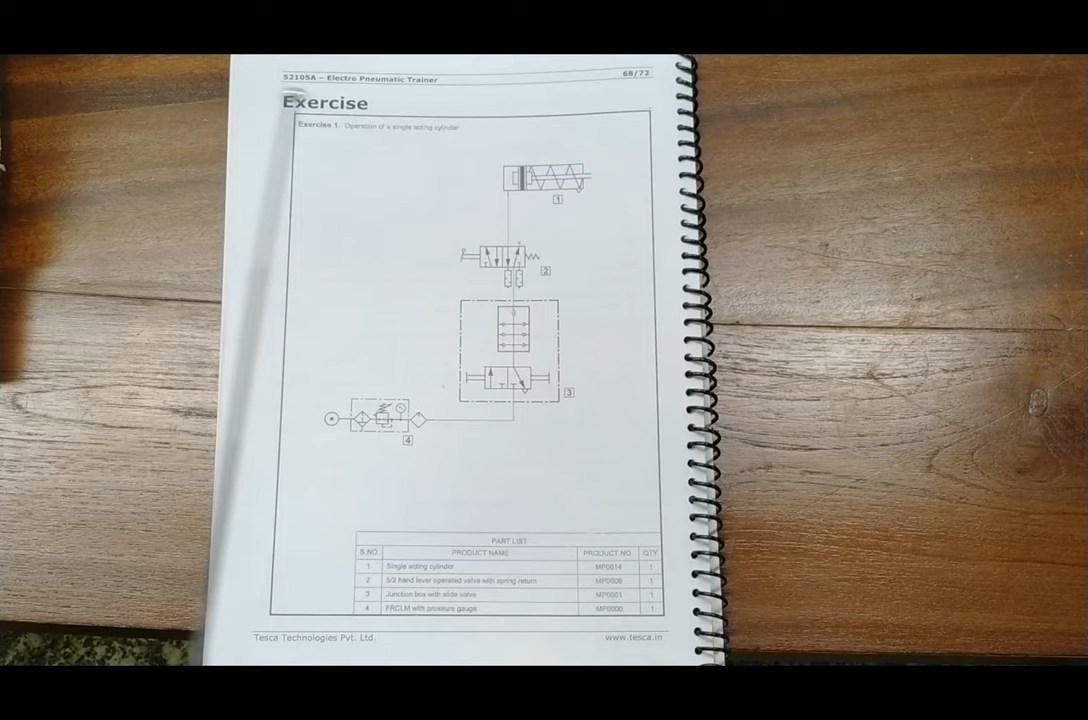 52105A – Electro Pneumatic Trainer 68/72
Exercise
Exercise 1. Operation of a single acting cylinder
1
2
3
4
PART LIST
S.NO PRODUCT NAME PRODUCT NO. QTY
1 Single acting cylinder MP0014 1
2 5/2 hand lever operated valve with spring return MP0008 1
3 Junction box with slide valve MP0001 1
4 FRCLM with pressure gauge MP0000 1
Tesca Technologies Pvt. Ltd. www.tesca.in